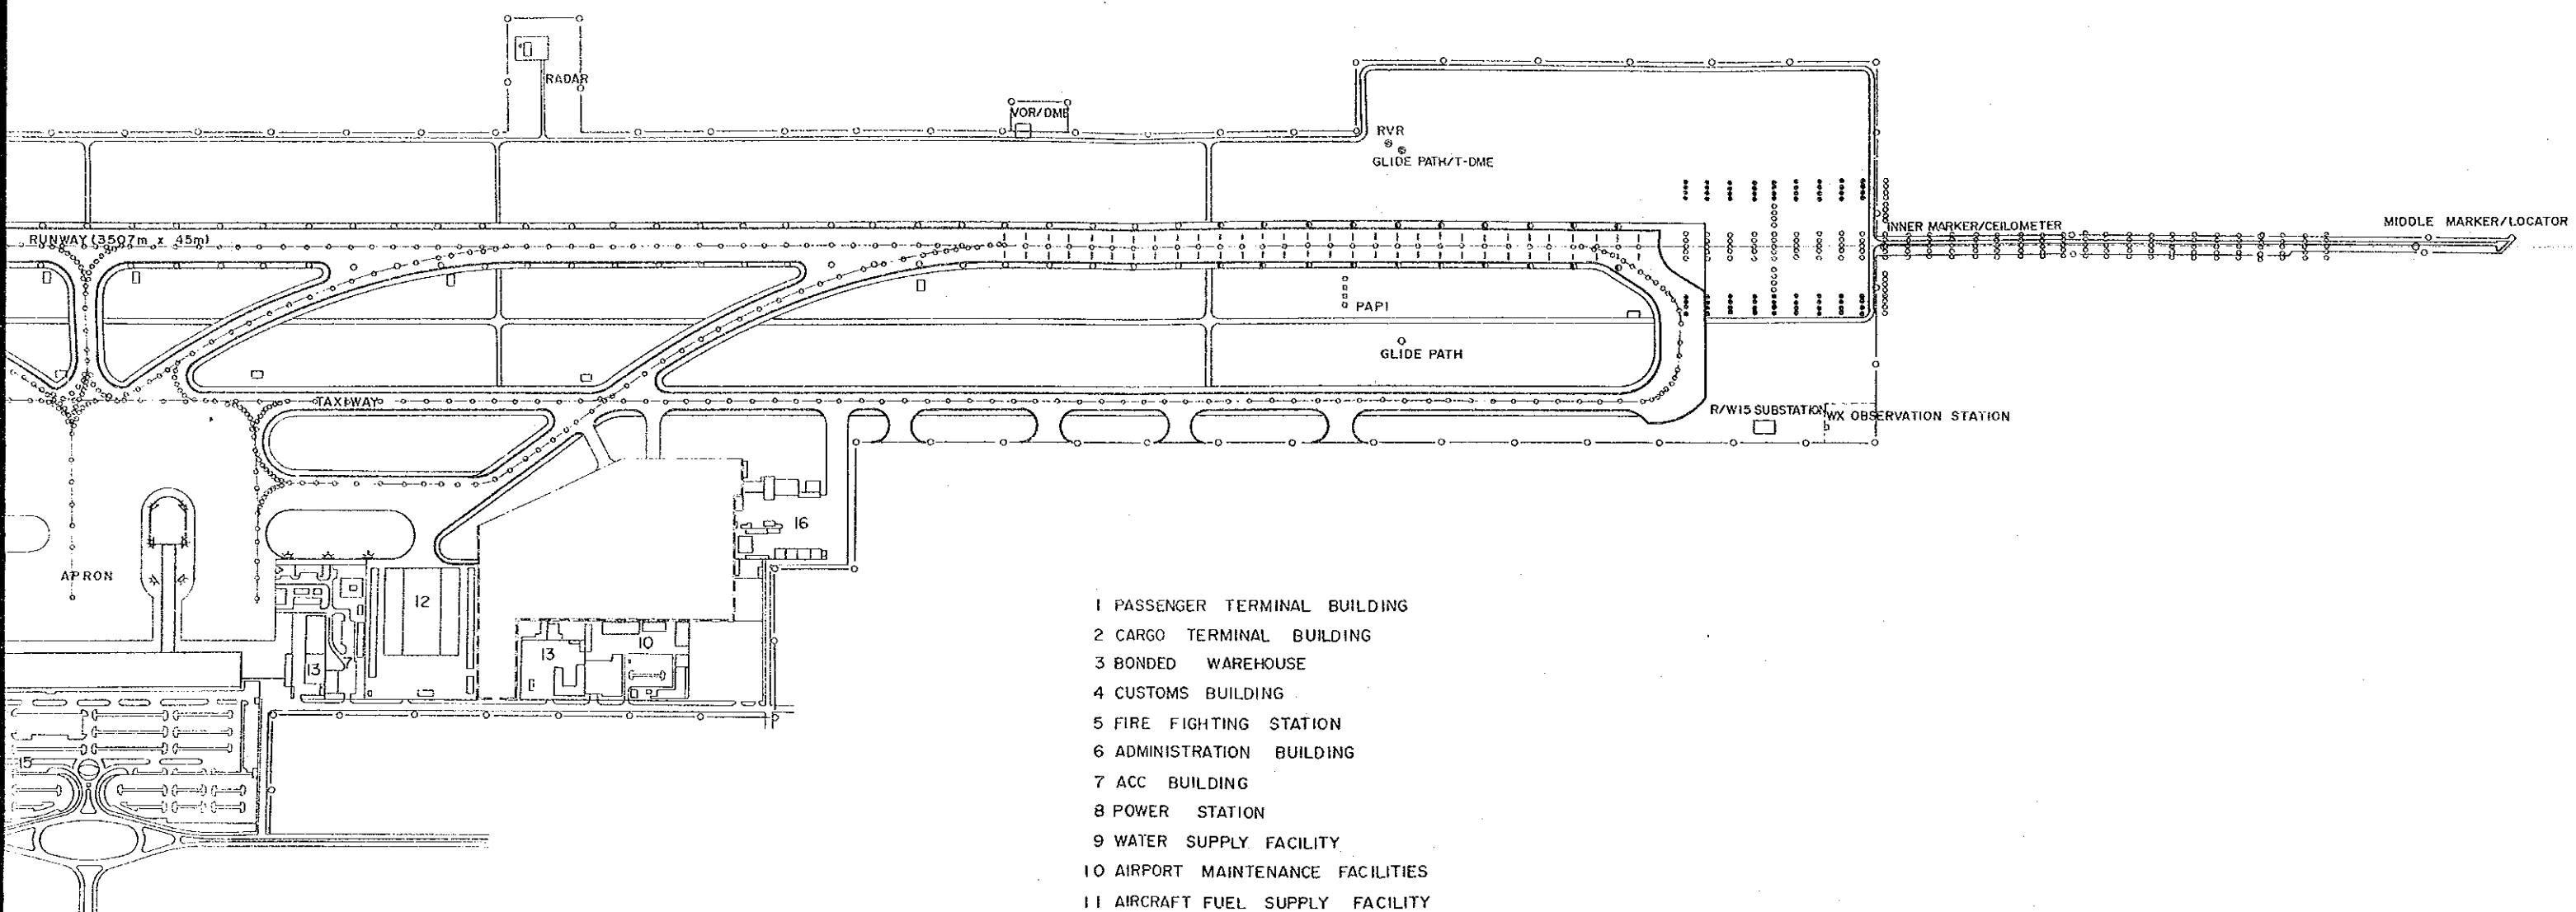 RADAR
VOR/DME
RVR
GLIDE PATH/T-DME
INNER MARKER/CEILOMETER
MIDDLE MARKER/LOCATOR
RUNWAY (3507m x 45m)
PAPI
GLIDE PATH
TAXIWAY
R/W15 SUBSTATION
WX OBSERVATION STATION
16
APRON
12
13
7
13
10
15
1 PASSENGER TERMINAL BUILDING
2 CARGO TERMINAL BUILDING
3 BONDED WAREHOUSE
4 CUSTOMS BUILDING
5 FIRE FIGHTING STATION
6 ADMINISTRATION BUILDING
7 ACC BUILDING
8 POWER STATION
9 WATER SUPPLY FACILITY
10 AIRPORT MAINTENANCE FACILITIES
11 AIRCRAFT FUEL SUPPLY FACILITY